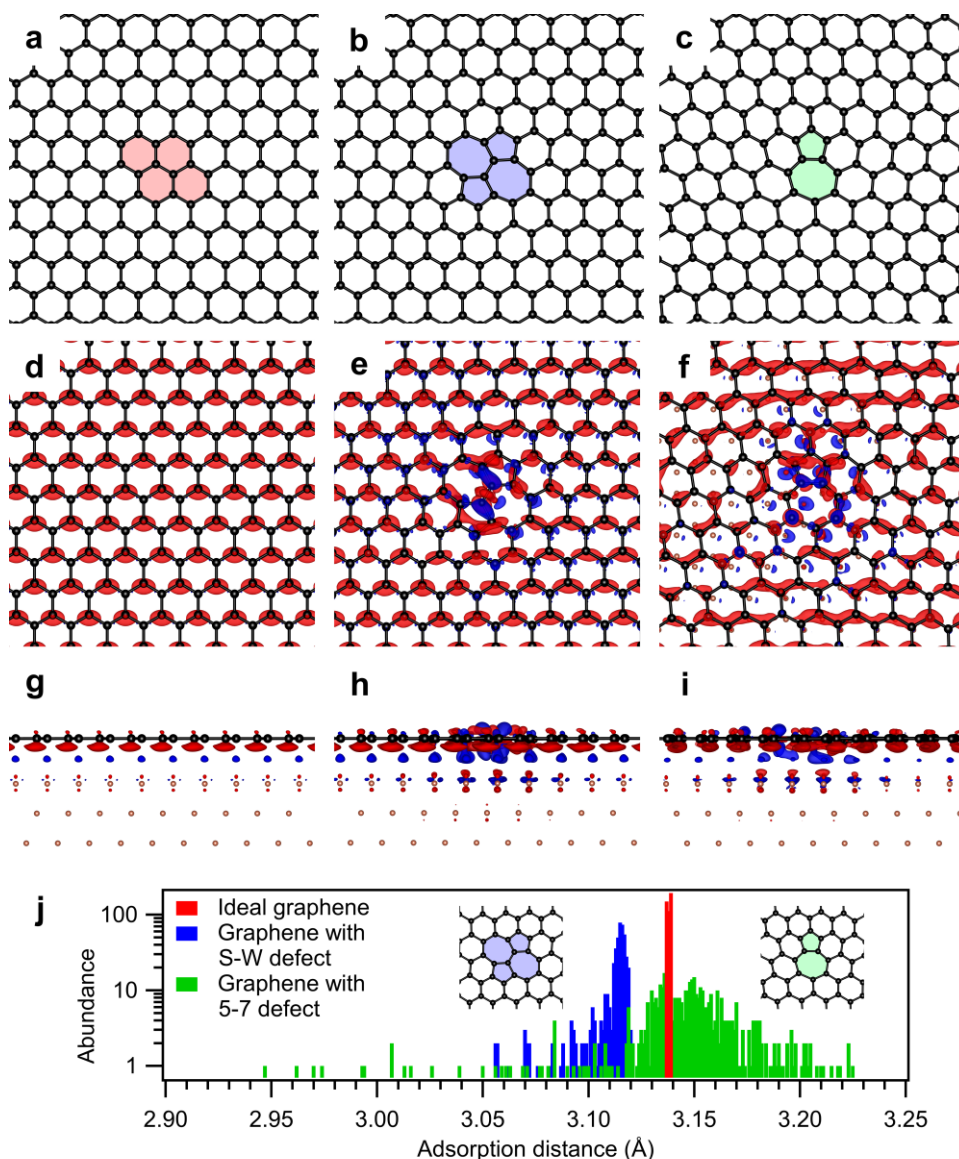 a
b
c
d
e
f
g
h
i
j
Ideal graphene
Graphene with
S-W defect
Graphene with
5-7 defect
Abundance
100
10
1
2.90 2.95 3.00 3.05 3.10 3.15 3.20 3.25
Adsorption distance (Å)